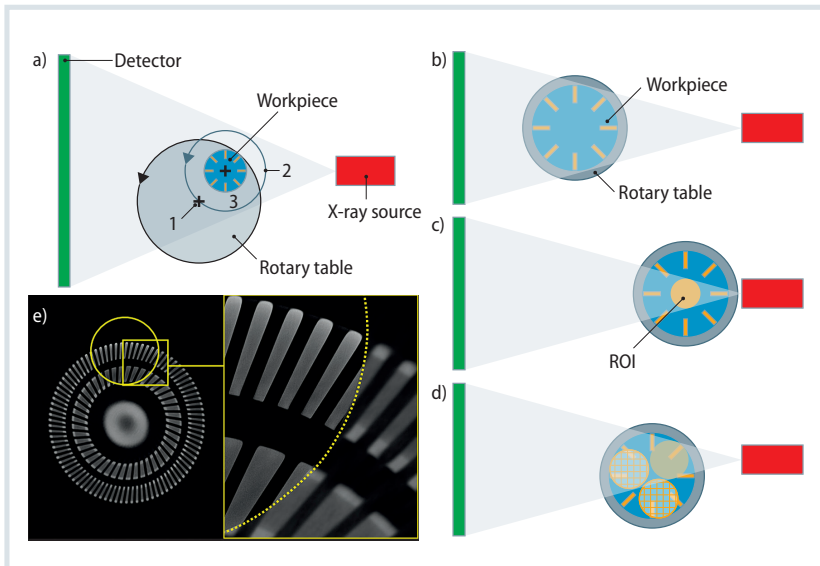 a)
Detector
Workpiece
2
3
1
X-ray source
Rotary table
b)
Workpiece
Rotary table
c)
ROI
d)
e)